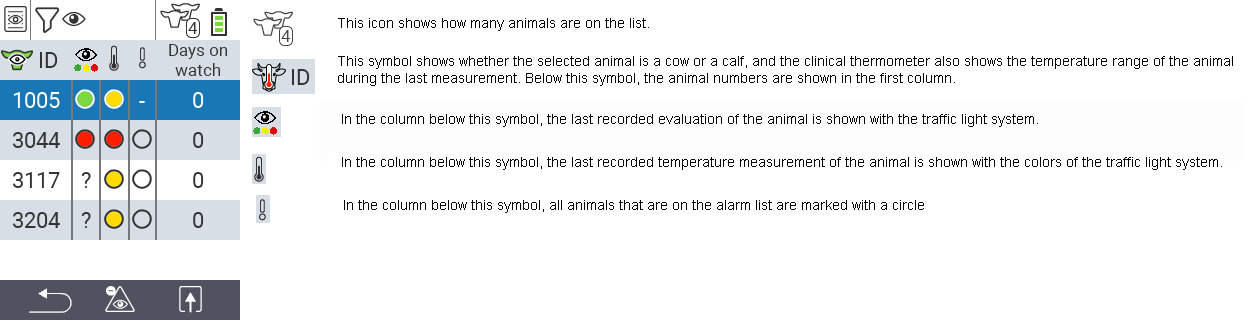 4
ID
Days on
watch
1005 - 0
3044 0
3117 ? 0
3204 ? 0
4
This icon shows how many animals are on the list.
ID
This symbol shows whether the selected animal is a cow or a calf, and the clinical thermometer also shows the temperature range of the animal
during the last measurement. Below this symbol, the animal numbers are shown in the first column.
In the column below this symbol, the last recorded evaluation of the animal is shown with the traffic light system.
In the column below this symbol, the last recorded temperature measurement of the animal is shown with the colors of the traffic light system.
In the column below this symbol, all animals that are on the alarm list are marked with a circle